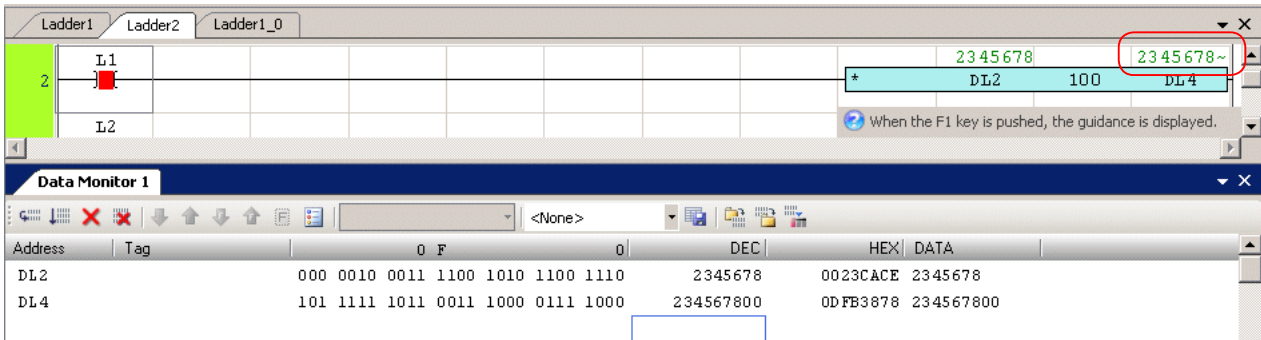 Ladder1 Ladder2 Ladder1_0
L1 2345678 2345678~
2 * DL2 100 DL4
When the F1 key is pushed, the guidance is displayed.
L2
Data Monitor 1
<None>
Address Tag 0 F 0 DEC HEX DATA
DL2 000 0010 0011 1100 1010 1100 1110 2345678 0023CACE 2345678
DL4 101 1111 1011 0011 1000 0111 1000 234567800 0DFB3878 234567800